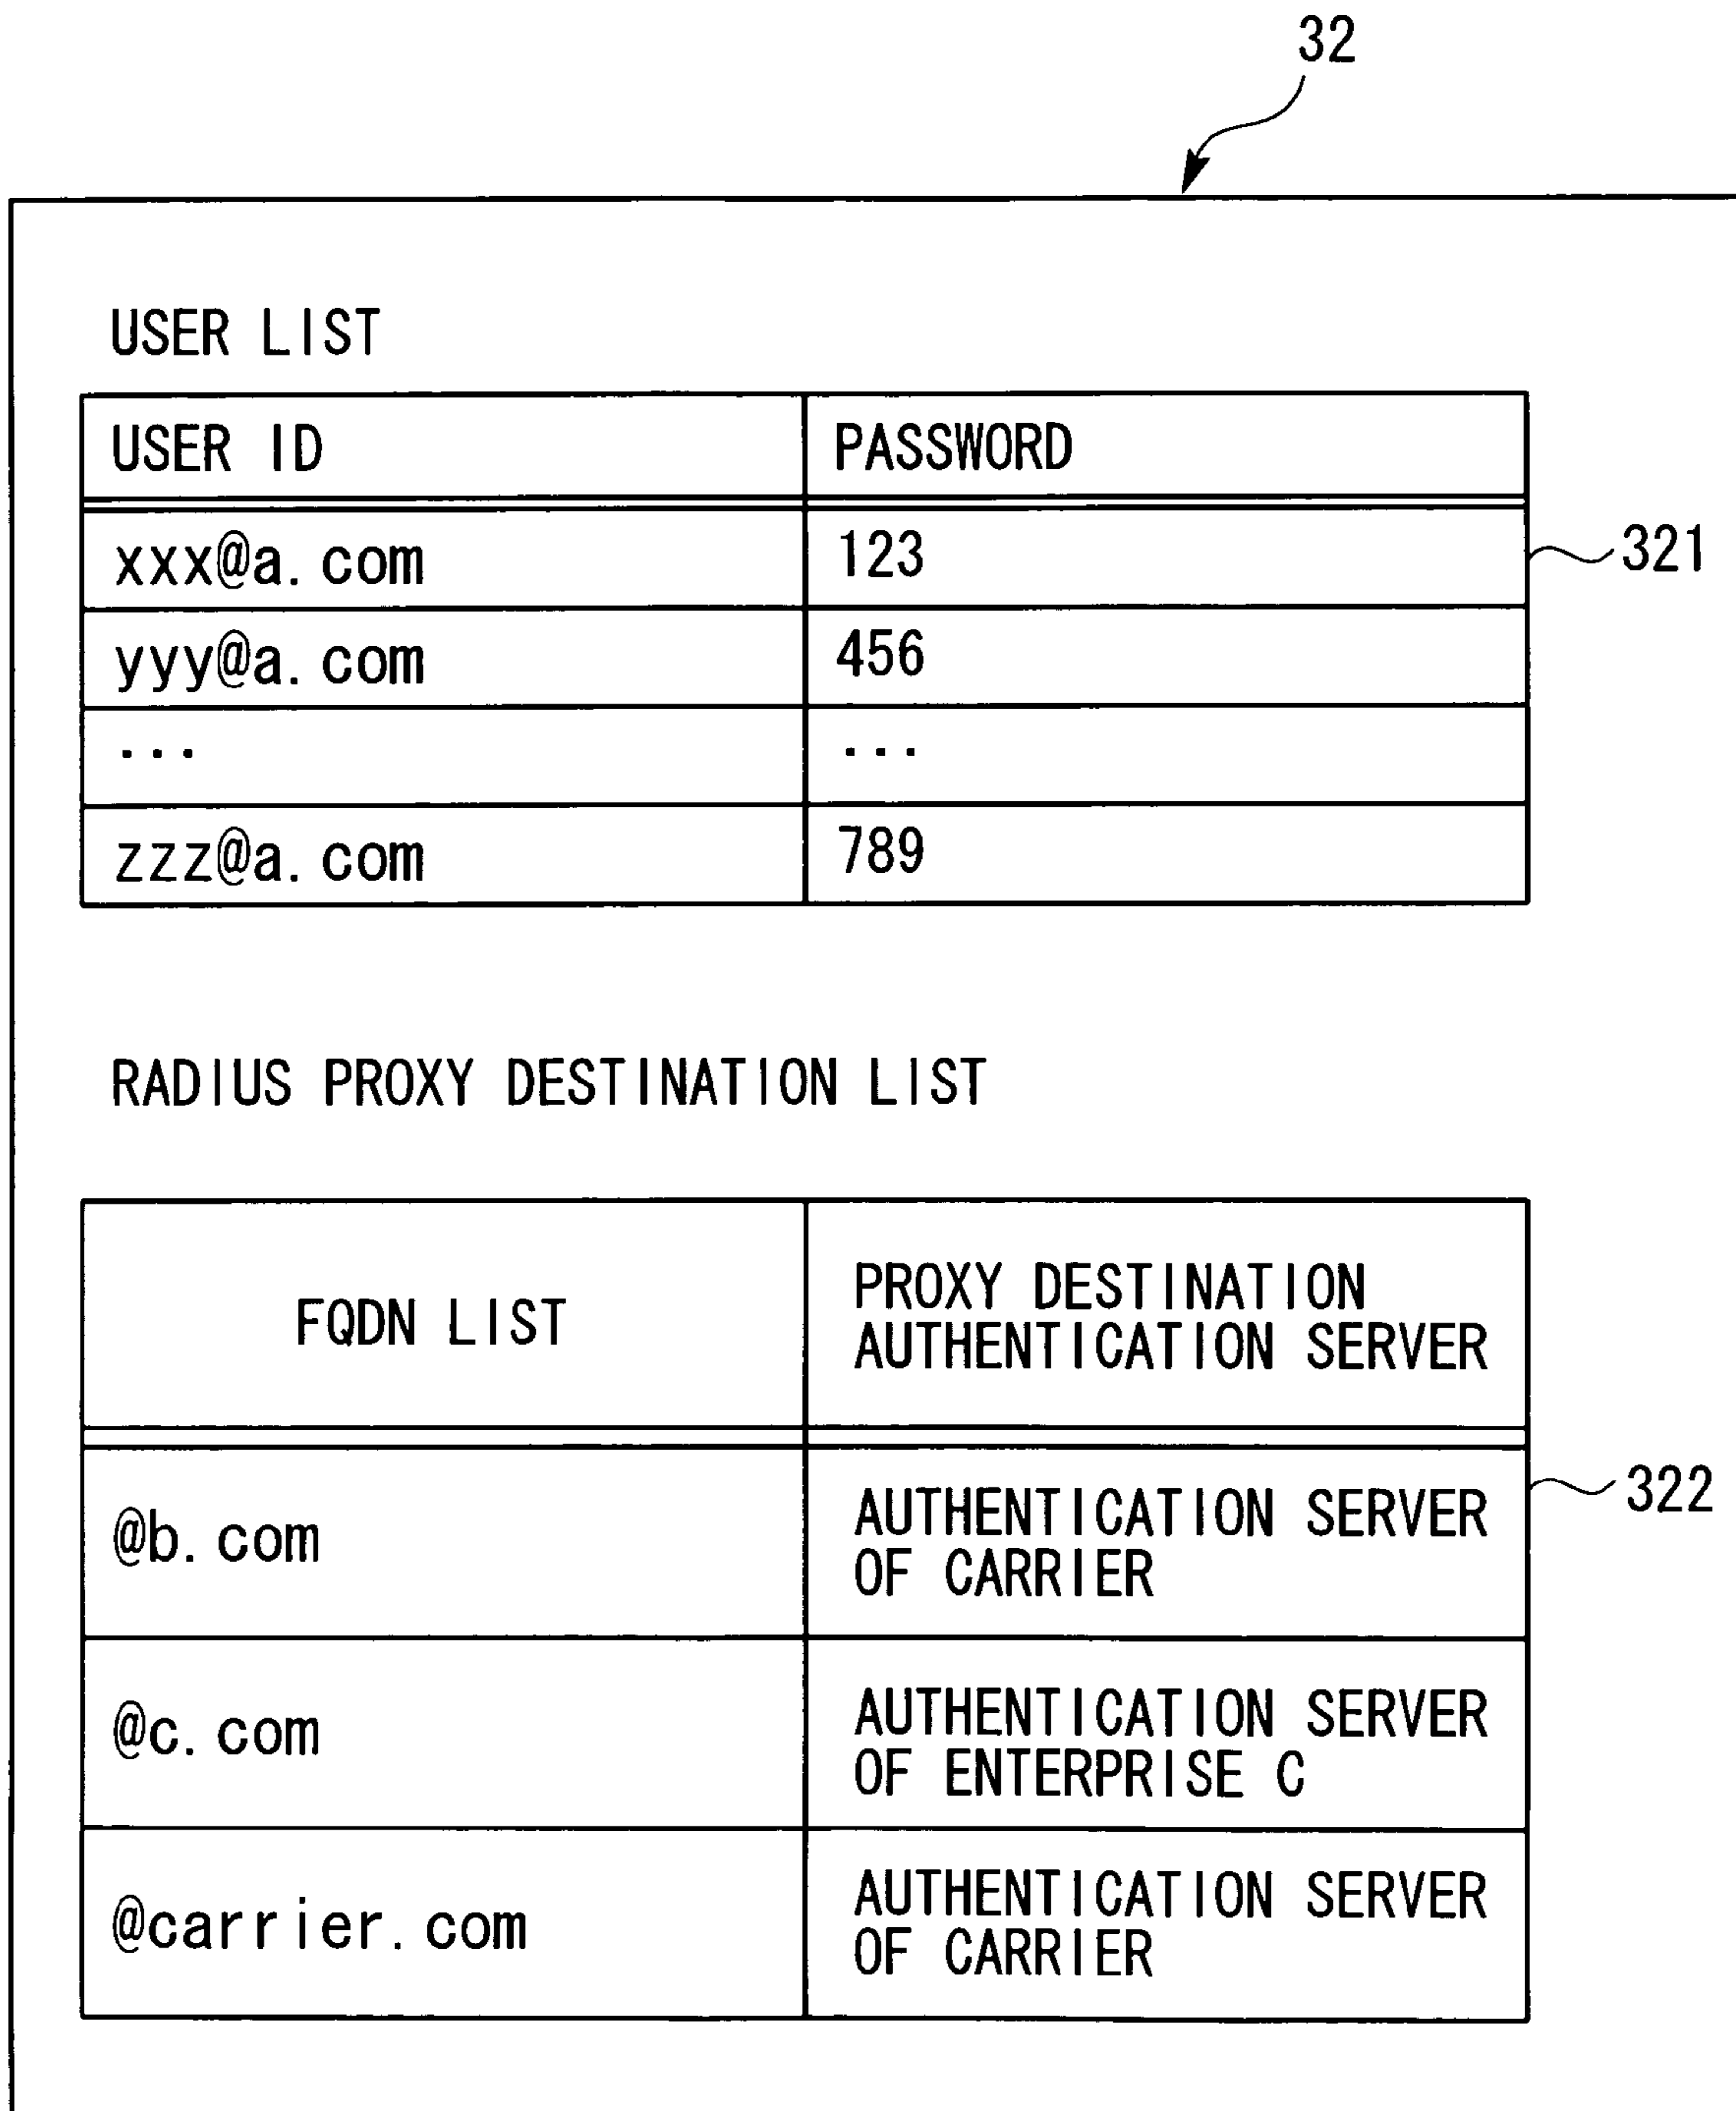 32
USER LIST
USER ID PASSWORD
xxx@a.com 123
321
yyy@a.com 456
... ...
zzz@a.com 789
RADIUS PROXY DESTINATION LIST
FQDN LIST
PROXY DESTINATION
AUTHENTICATION SERVER
@b.com
AUTHENTICATION SERVER
OF CARRIER
322
@c.com
AUTHENTICATION SERVER
OF ENTERPRISE C
@carrier.com
AUTHENTICATION SERVER
OF CARRIER